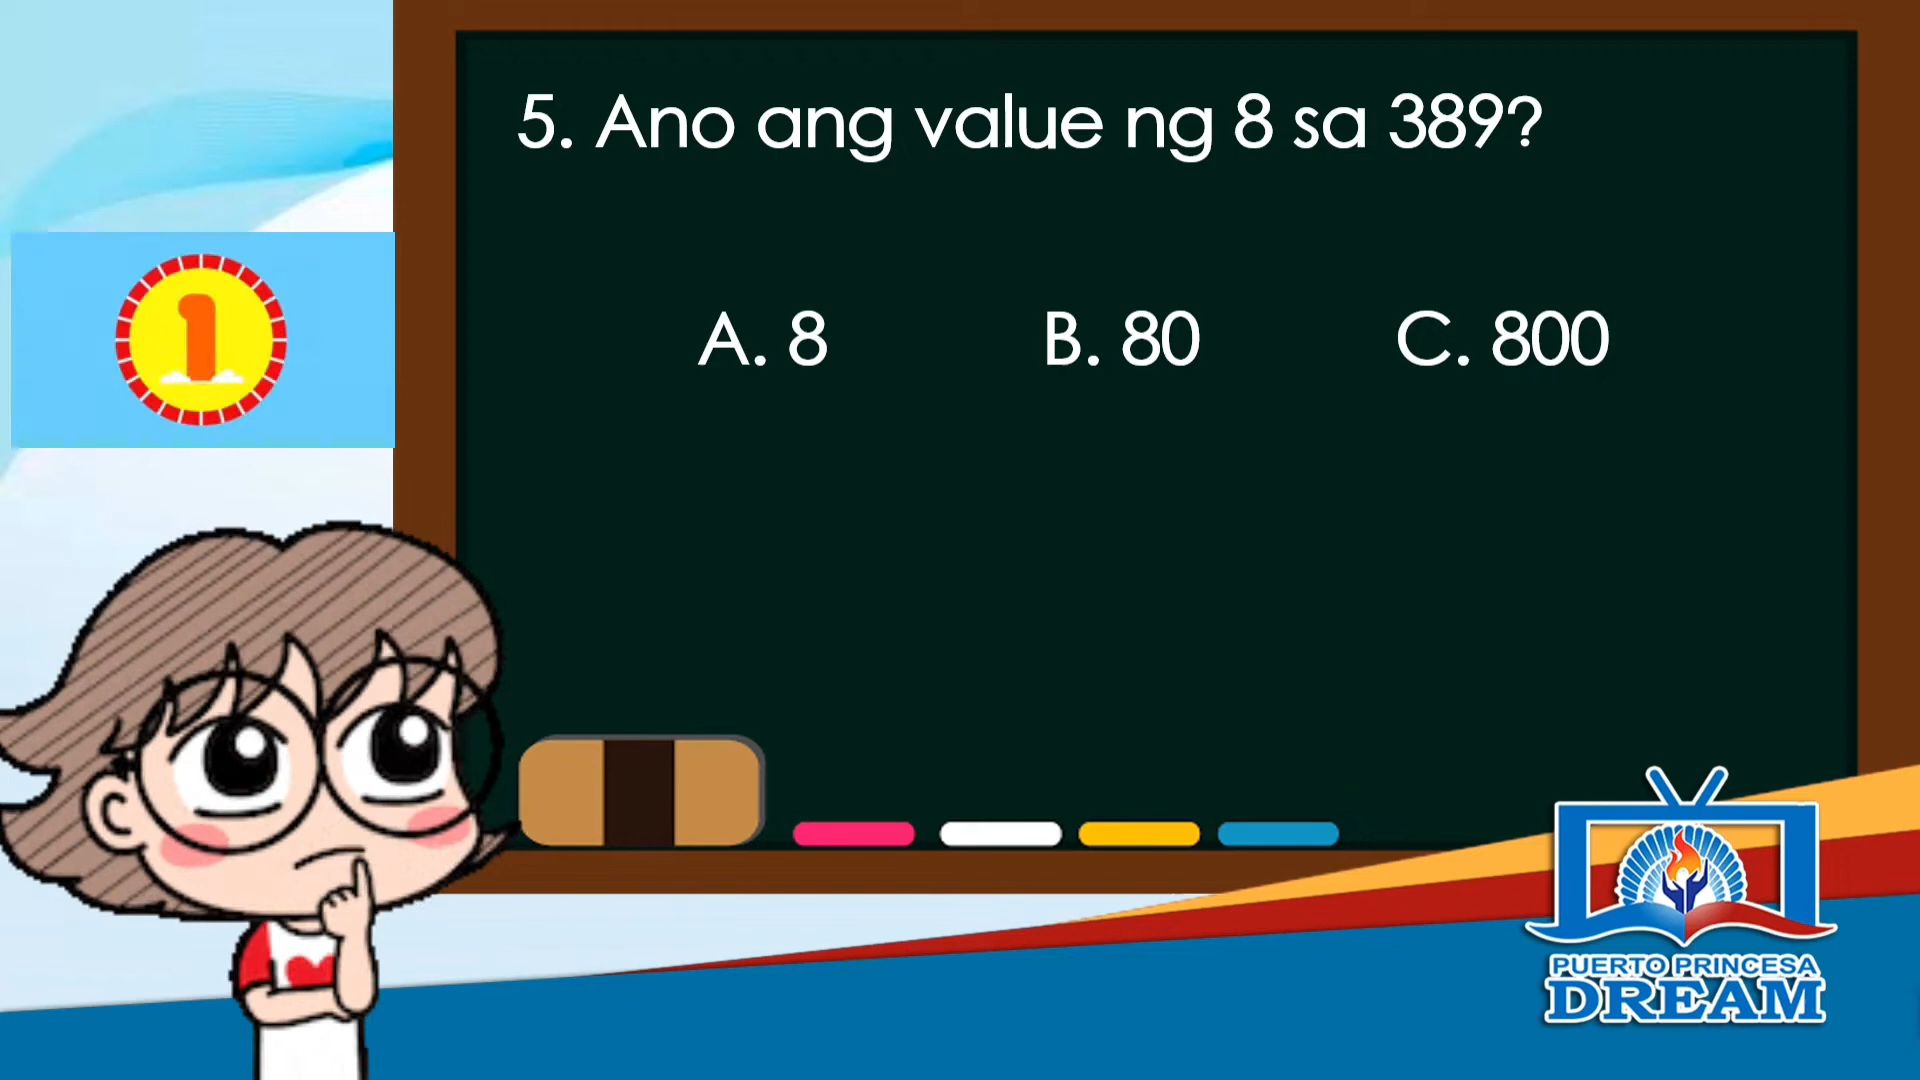 5. Ano ang value ng 8 sa 389?
A. 8 B. 80 C. 800
1
PUERTO PRINCESA
DREAM